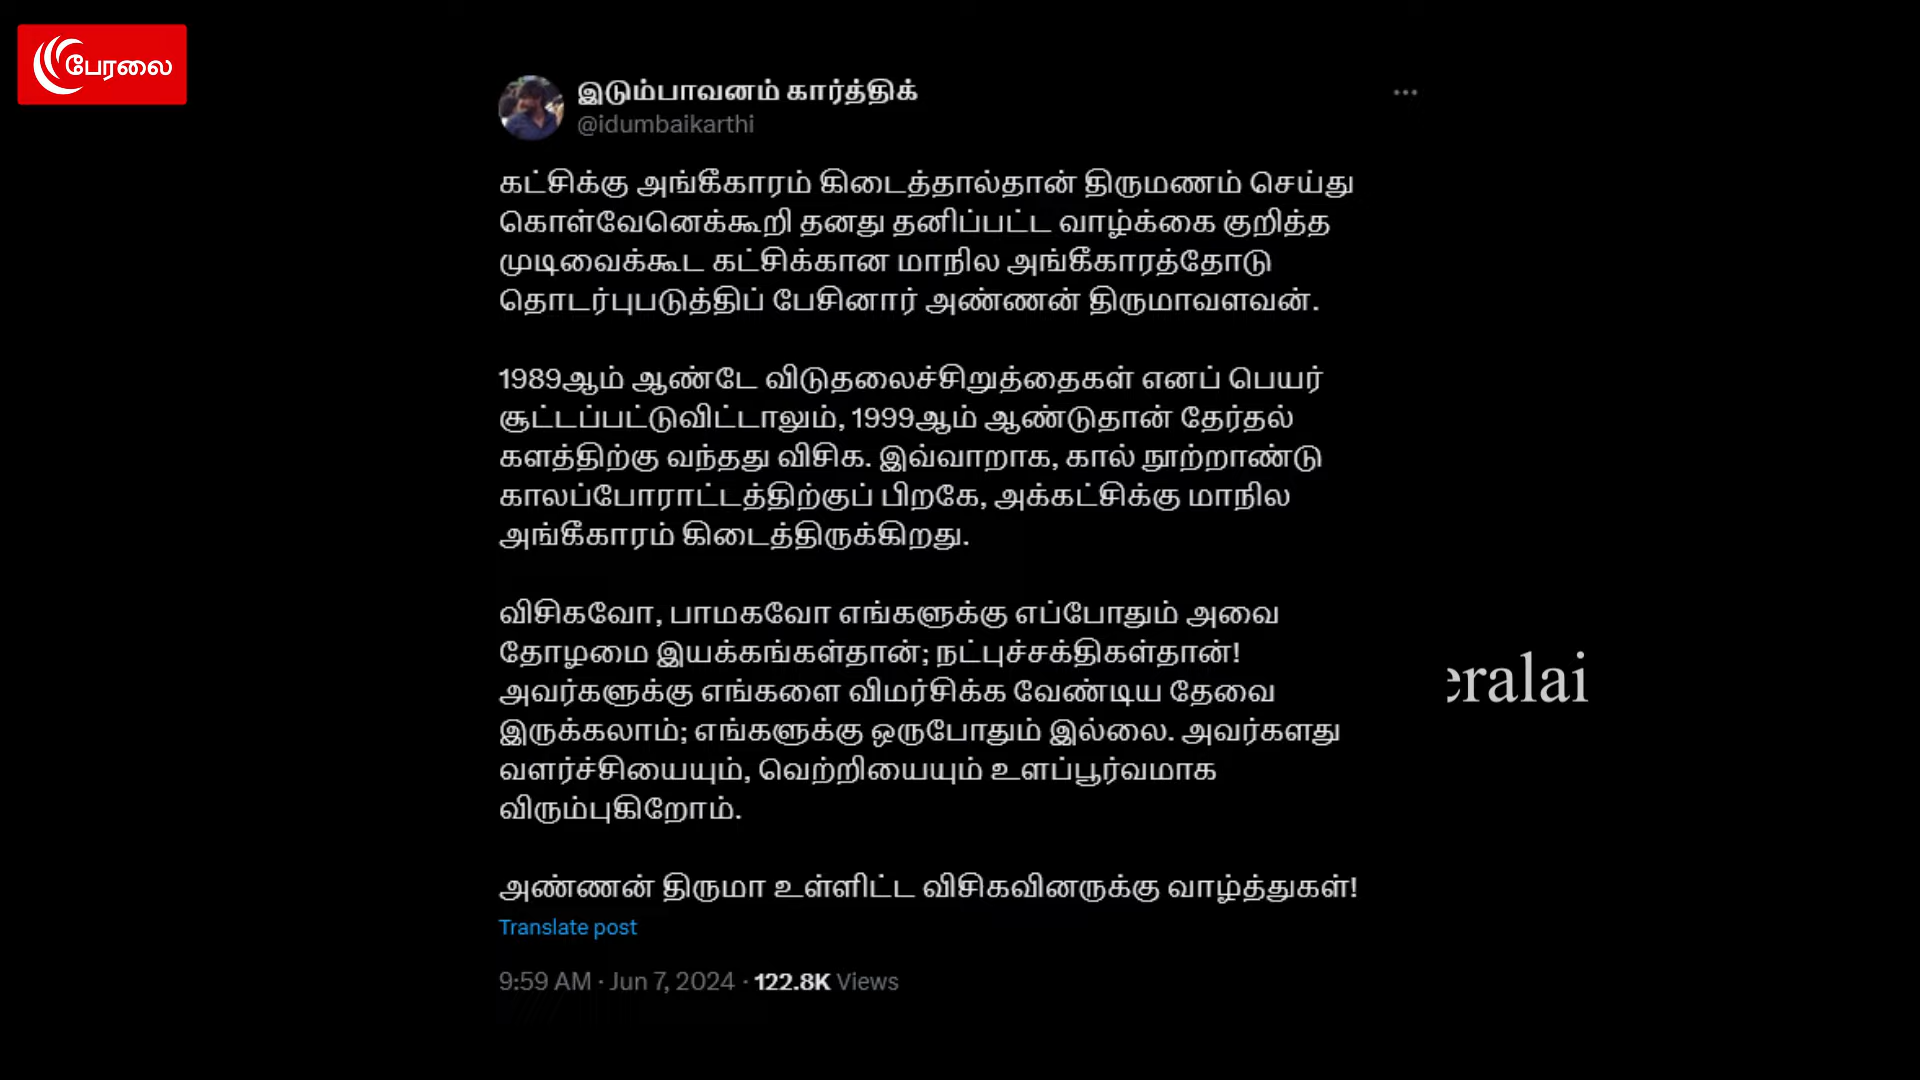 பேரலை
இடும்பாவனம் கார்த்திக்
@idumbaikarthi
கட்சிக்கு அங்கீகாரம் கிடைத்தால்தான் திருமணம் செய்து
கொள்வேனெக்கூறி தனது தனிப்பட்ட வாழ்க்கை குறித்த
முடிவைக்கூட கட்சிக்கான மாநில அங்கீகாரத்தோடு
தொடர்புபடுத்திப் பேசினார் அண்ணன் திருமாவளவன்.
1989ஆம் ஆண்டே விடுதலைச்சிறுத்தைகள் எனப் பெயர்
சூட்டப்பட்டுவிட்டாலும், 1999ஆம் ஆண்டுதான் தேர்தல்
களத்திற்கு வந்தது விசிக. இவ்வாறாக, கால் நூற்றாண்டு
காலப்போராட்டத்திற்குப் பிறகே, அக்கட்சிக்கு மாநில
அங்கீகாரம் கிடைத்திருக்கிறது.
விசிகவோ, பாமகவோ எங்களுக்கு எப்போதும் அவை
தோழமை இயக்கங்கள்தான்; நட்புச்சக்திகள்தான்!
அவர்களுக்கு எங்களை விமர்சிக்க வேண்டிய தேவை
இருக்கலாம்; எங்களுக்கு ஒருபோதும் இல்லை. அவர்களது
வளர்ச்சியையும், வெற்றியையும் உளப்பூர்வமாக
விரும்புகிறோம்.
அண்ணன் திருமா உள்ளிட்ட விசிகவினருக்கு வாழ்த்துகள்!
Translate post
9:59 AM · Jun 7, 2024 · 122.8K Views